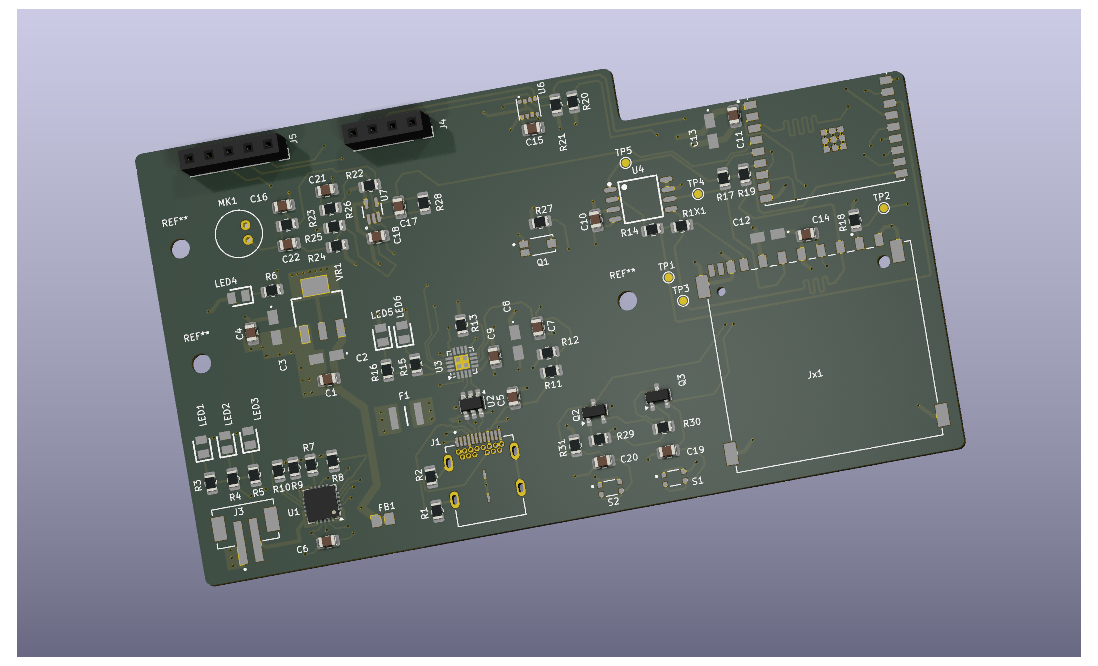 U6
R20
J4
C15
R21
J5
C13
C11
TP5
U4
R22
C21
TP4
R17
R19
C16
MK1
R23
R26
U7
C17
R28
REF**
R25
C18
R27
C10
R14
R1X1
TP2
C12
C14
R18
C22
R24
Q1
VR1
LED4
R6
REF**
TP1
TP3
REF**
C4
C3
C2
LED5
LED6
R13
C8
C7
C9
R12
U3
R16
R15
R11
C1
Jx1
F1
U2
C5
Q3
Q2
LED1
LED2
LED3
J1
R31
R29
R30
C20
C19
R7
R8
R3
R4
R5
R10
R9
R2
S1
S2
J3
U1
FB1
R1
C6